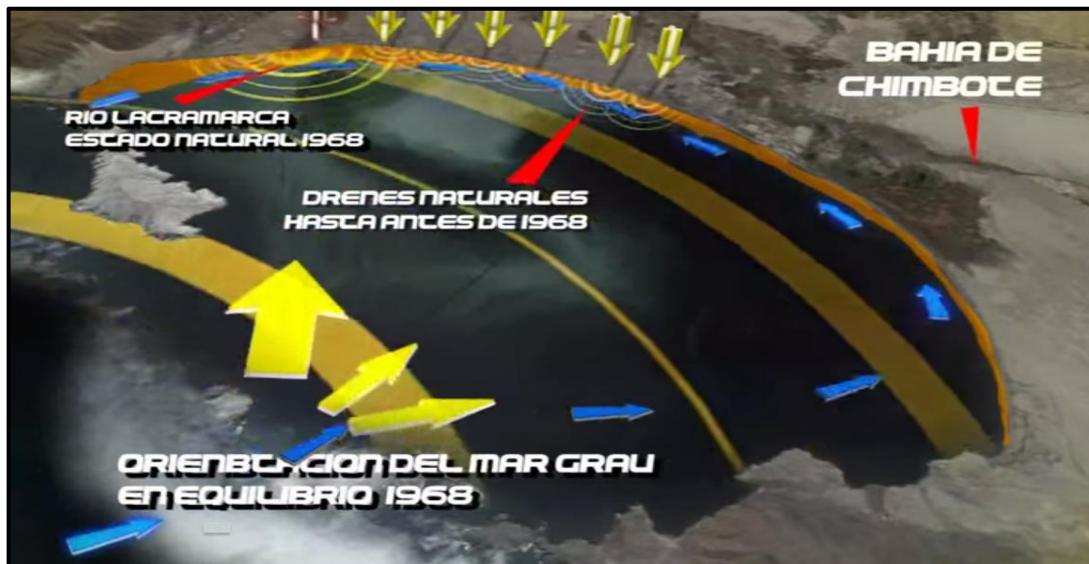 BAHIA DE
CHIMBOTE
RIO LACRAMARCA
ESTADO NATURAL 1968
DRENES NATURALES
HASTA ANTES DE 1968
ORIENBTACION DEL MAR GRAU
EN EQUILIBRIO 1968